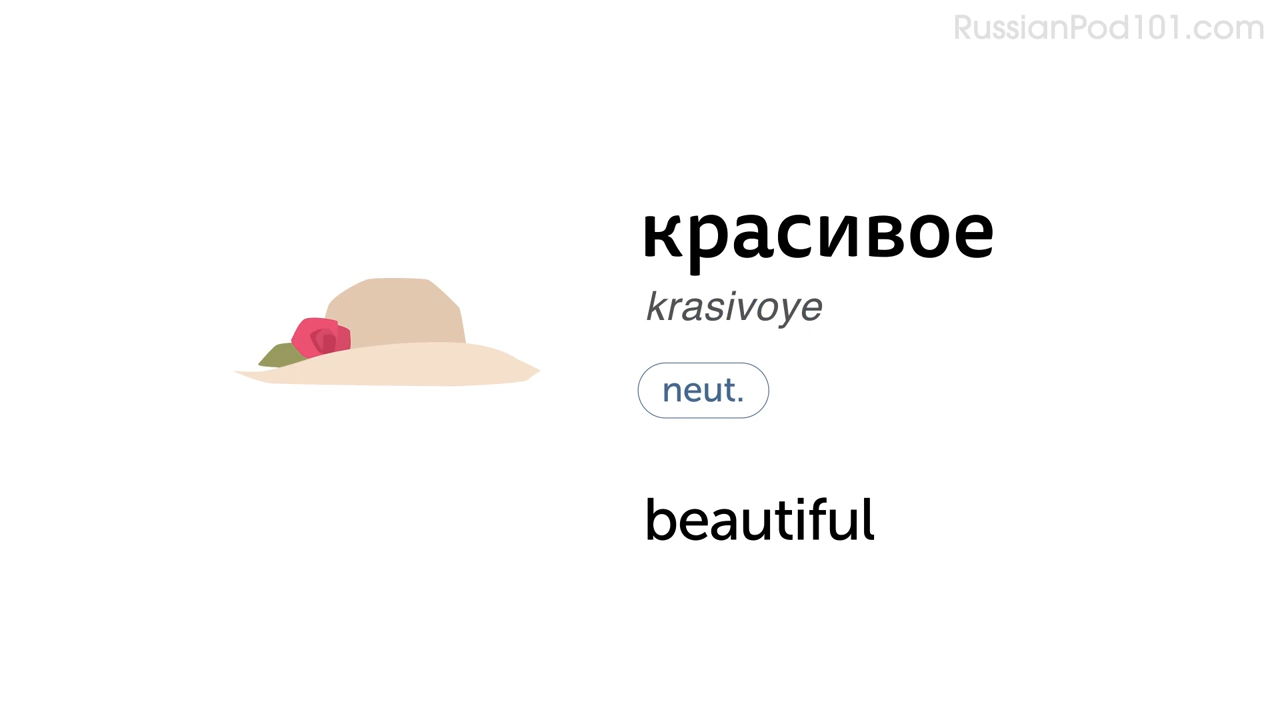 RussianPod101.com
красивое
krasivoye
neut.
beautiful